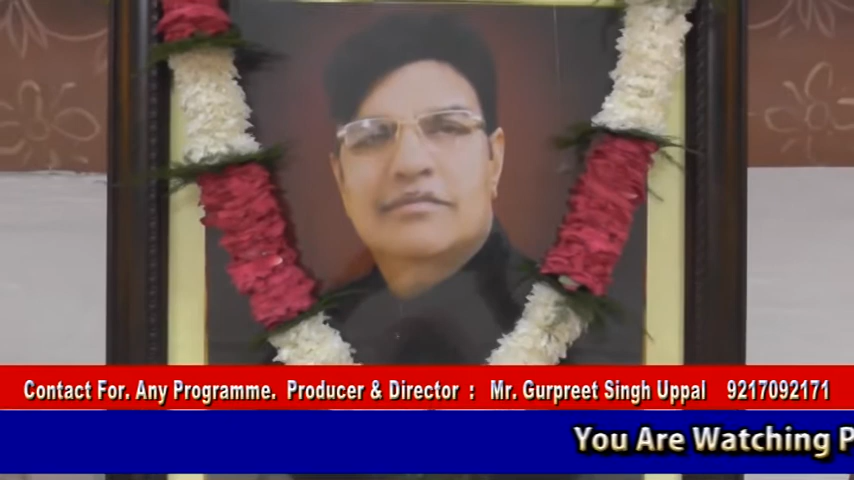 Contact For. Any Programme. Producer & Director : Mr. Gurpreet Singh Uppal 9217092171
You Are Watching P